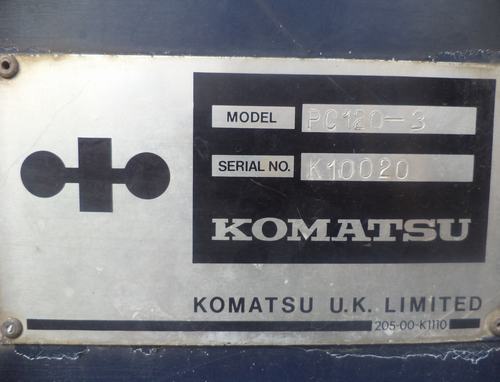 MODEL PC120-3
SERIAL NO. K10020
KOMATSU
KOMATSU U.K. LIMITED
205-00-K1110